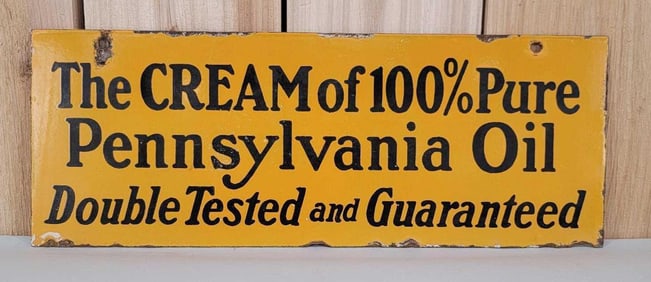 The CREAM of 100% Pure
Pennsylvania Oil
Double Tested and Guaranteed